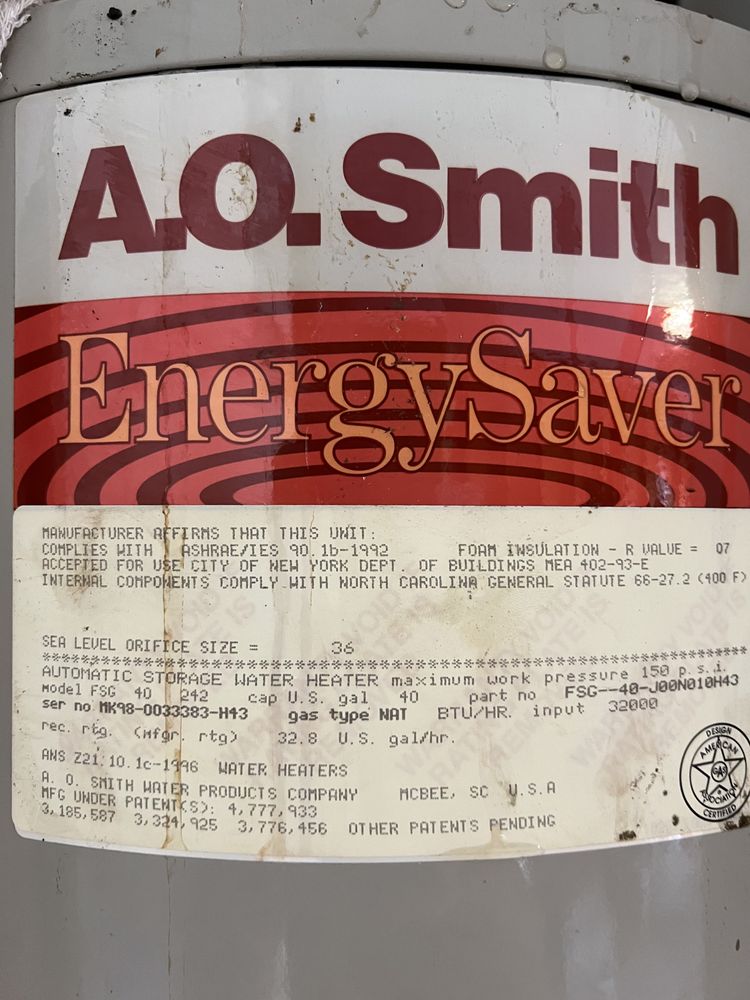 A.O. Smith
EnergySaver
MANUFACTURER AFFIRMS THAT THIS UNIT:
COMPLIES WITH ASHRAE/IES 90.1b-1992 FOAM INSULATION - R VALUE = 07
ACCEPTED FOR USE CITY OF NEW YORK DEPT. OF BUILDINGS MEA 402-93-E
INTERNAL COMPONENTS COMPLY WITH NORTH CAROLINA GENERAL STATUTE 66-27.2 (400 F)
SEA LEVEL ORIFICE SIZE = 36
AUTOMATIC STORAGE WATER HEATER maximum work pressure 150 p.s.i.
model FSG 40 242 cap U.S. gal 40 part no FSG--40-J00N010H43
ser no MK98-0033383-H43 gas type NAT BTU/HR. input 32000
rec. rtg. (mfgr. rtg) 32.8 U.S. gal/hr.
ANS Z21.10.1c-1996 WATER HEATERS
A. O. SMITH WATER PRODUCTS COMPANY MCBEE, SC U.S.A
MFG UNDER PATENT(S): 4,777,933
3,185,587 3,324,925 3,776,456 OTHER PATENTS PENDING
DESIGN
AMERICAN
GAS
ASSOCIATION
CERTIFIED